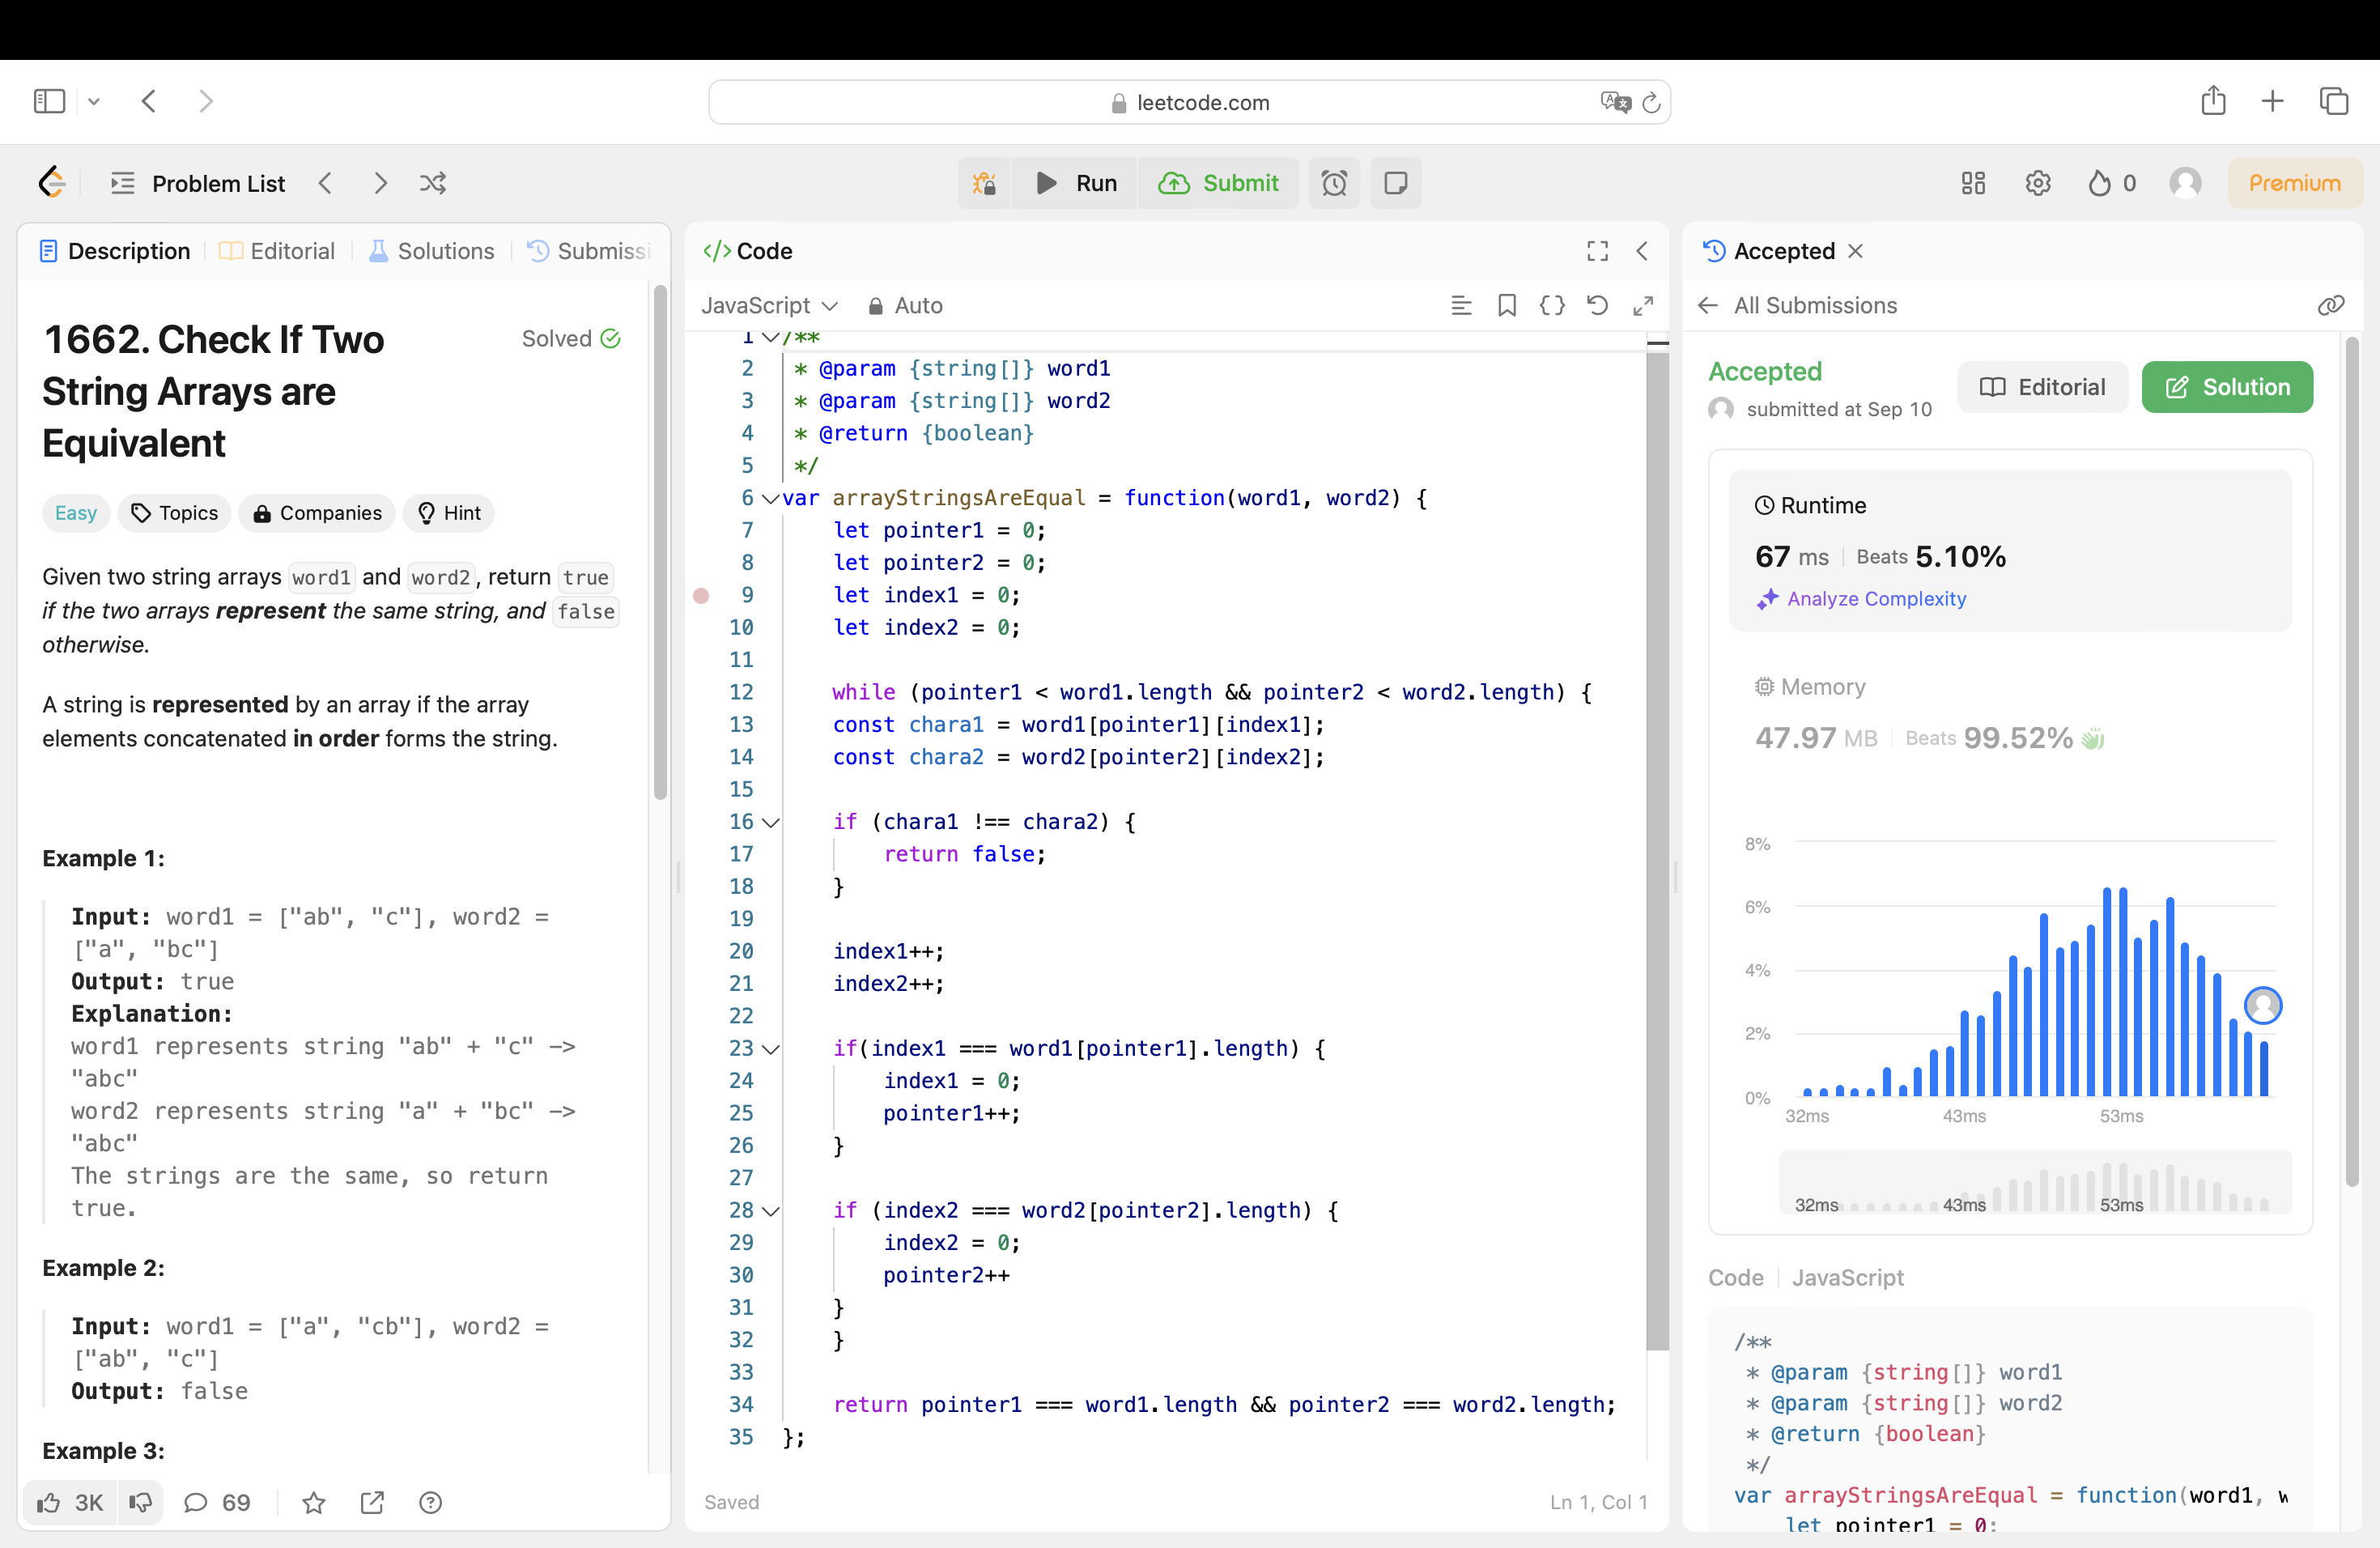 leetcode.com
Problem List
Run
Submit
0
Premium
Description
Editorial
Solutions
Submissi
1662. Check If Two
String Arrays are
Equivalent
Solved
Easy
Topics
Companies
Hint
Given two string arrays word1 and word2, return true
if the two arrays represent the same string, and false
otherwise.
A string is represented by an array if the array
elements concatenated in order forms the string.
Example 1:
Input: word1 = ["ab", "c"], word2 =
["a", "bc"]
Output: true
Explanation:
word1 represents string "ab" + "c" ->
"abc"
word2 represents string "a" + "bc" ->
"abc"
The strings are the same, so return
true.
Example 2:
Input: word1 = ["a", "cb"], word2 =
["ab", "c"]
Output: false
Example 3:
3K
69
</> Code
JavaScript
Auto
1 /**
2 * @param {string[]} word1
3 * @param {string[]} word2
4 * @return {boolean}
5 */
6 var arrayStringsAreEqual = function(word1, word2) {
7 let pointer1 = 0;
8 let pointer2 = 0;
9 let index1 = 0;
10 let index2 = 0;
11
12 while (pointer1 < word1.length && pointer2 < word2.length) {
13 const chara1 = word1[pointer1][index1];
14 const chara2 = word2[pointer2][index2];
15
16 if (chara1 !== chara2) {
17 return false;
18 }
19
20 index1++;
21 index2++;
22
23 if(index1 === word1[pointer1].length) {
24 index1 = 0;
25 pointer1++;
26 }
27
28 if (index2 === word2[pointer2].length) {
29 index2 = 0;
30 pointer2++
31 }
32 }
33
34 return pointer1 === word1.length && pointer2 === word2.length;
35 };
Saved
Ln 1, Col 1
Accepted
All Submissions
Accepted
submitted at Sep 10
Editorial
Solution
Runtime
67 ms
Beats 5.10%
Analyze Complexity
Memory
47.97 MB
Beats 99.52%
8%
6%
4%
2%
0%
32ms 43ms 53ms
32ms 43ms 53ms
Code
JavaScript
/**
* @param {string[]} word1
* @param {string[]} word2
* @return {boolean}
*/
var arrayStringsAreEqual = function(word1, w
let pointer1 = 0;